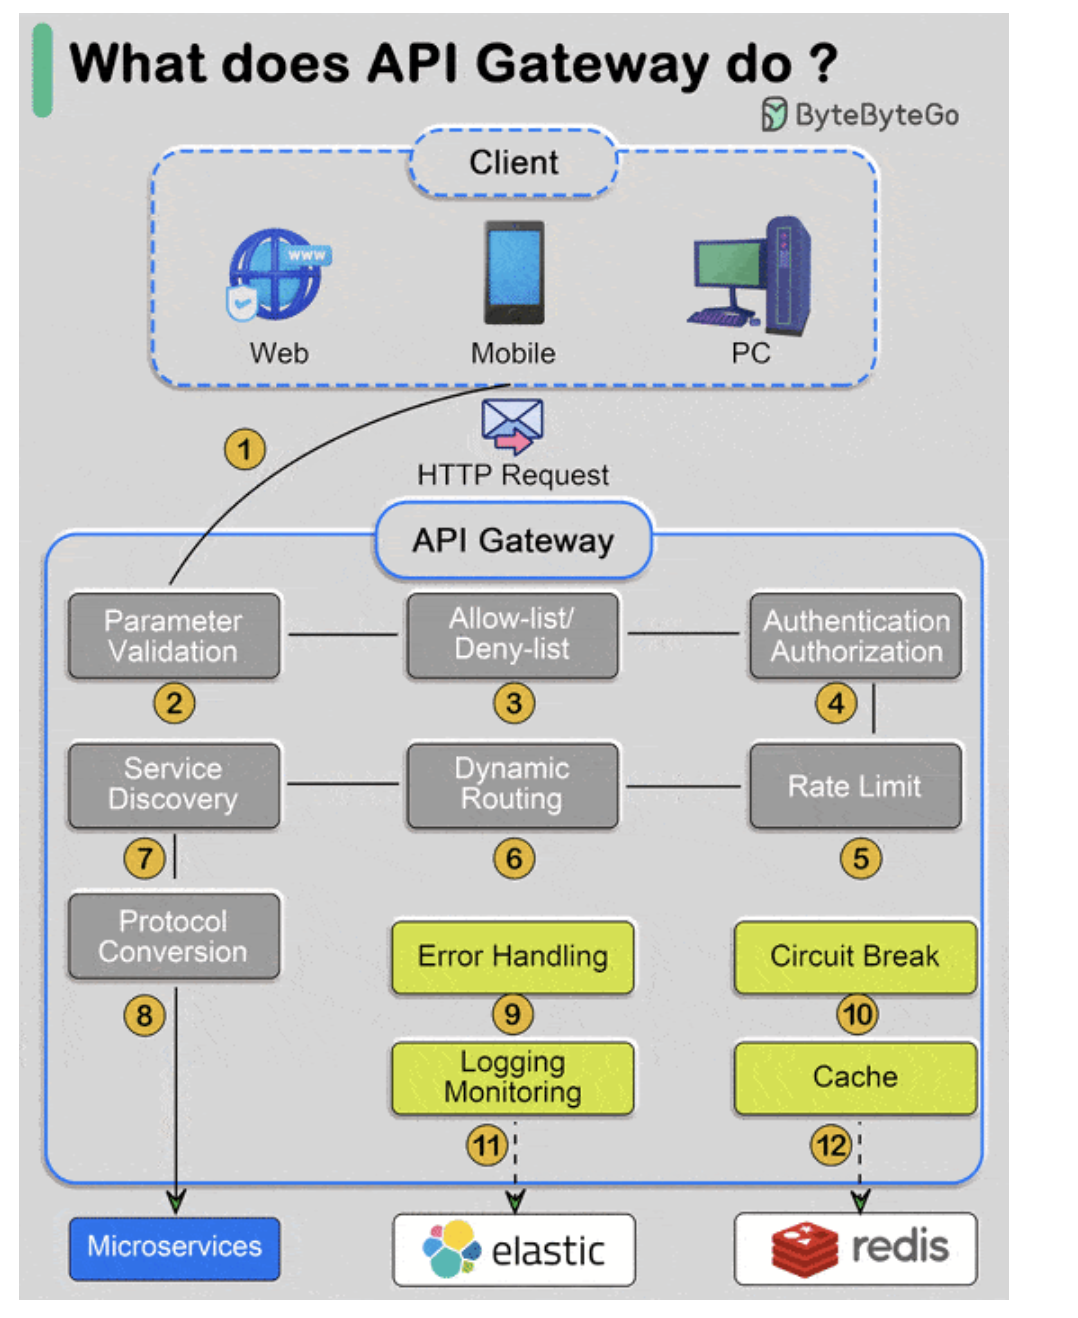 What does API Gateway do ?
ByteByteGo
Client
www
Web
Mobile
PC
1
HTTP Request
API Gateway
Parameter
Validation
Allow-list/
Deny-list
Authentication
Authorization
2
3
4
Service
Discovery
Dynamic
Routing
Rate Limit
7
6
5
Protocol
Conversion
Error Handling
Circuit Break
8
9
10
Logging
Monitoring
Cache
11
12
Microservices
elastic
redis